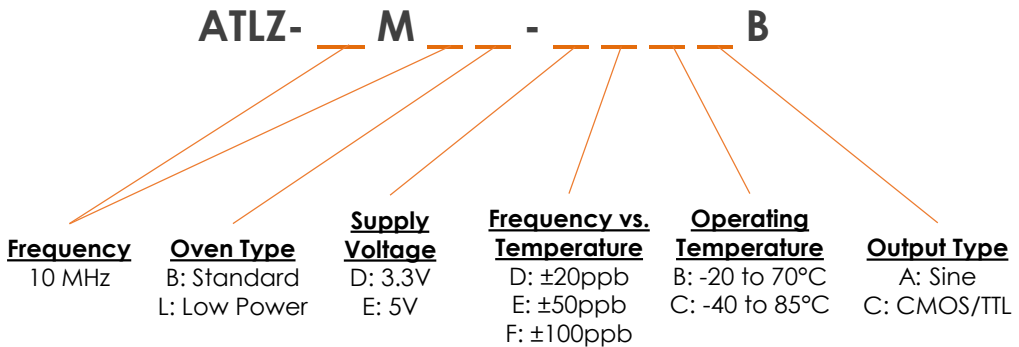 ATLZ- __ M __ __ - __ __ __ __ B
Frequency
10 MHz
Oven Type
B: Standard
L: Low Power
Supply
Voltage
D: 3.3V
E: 5V
Frequency vs.
Temperature
D: ±20ppb
E: ±50ppb
F: ±100ppb
Operating
Temperature
B: -20 to 70°C
C: -40 to 85°C
Output Type
A: Sine
C: CMOS/TTL